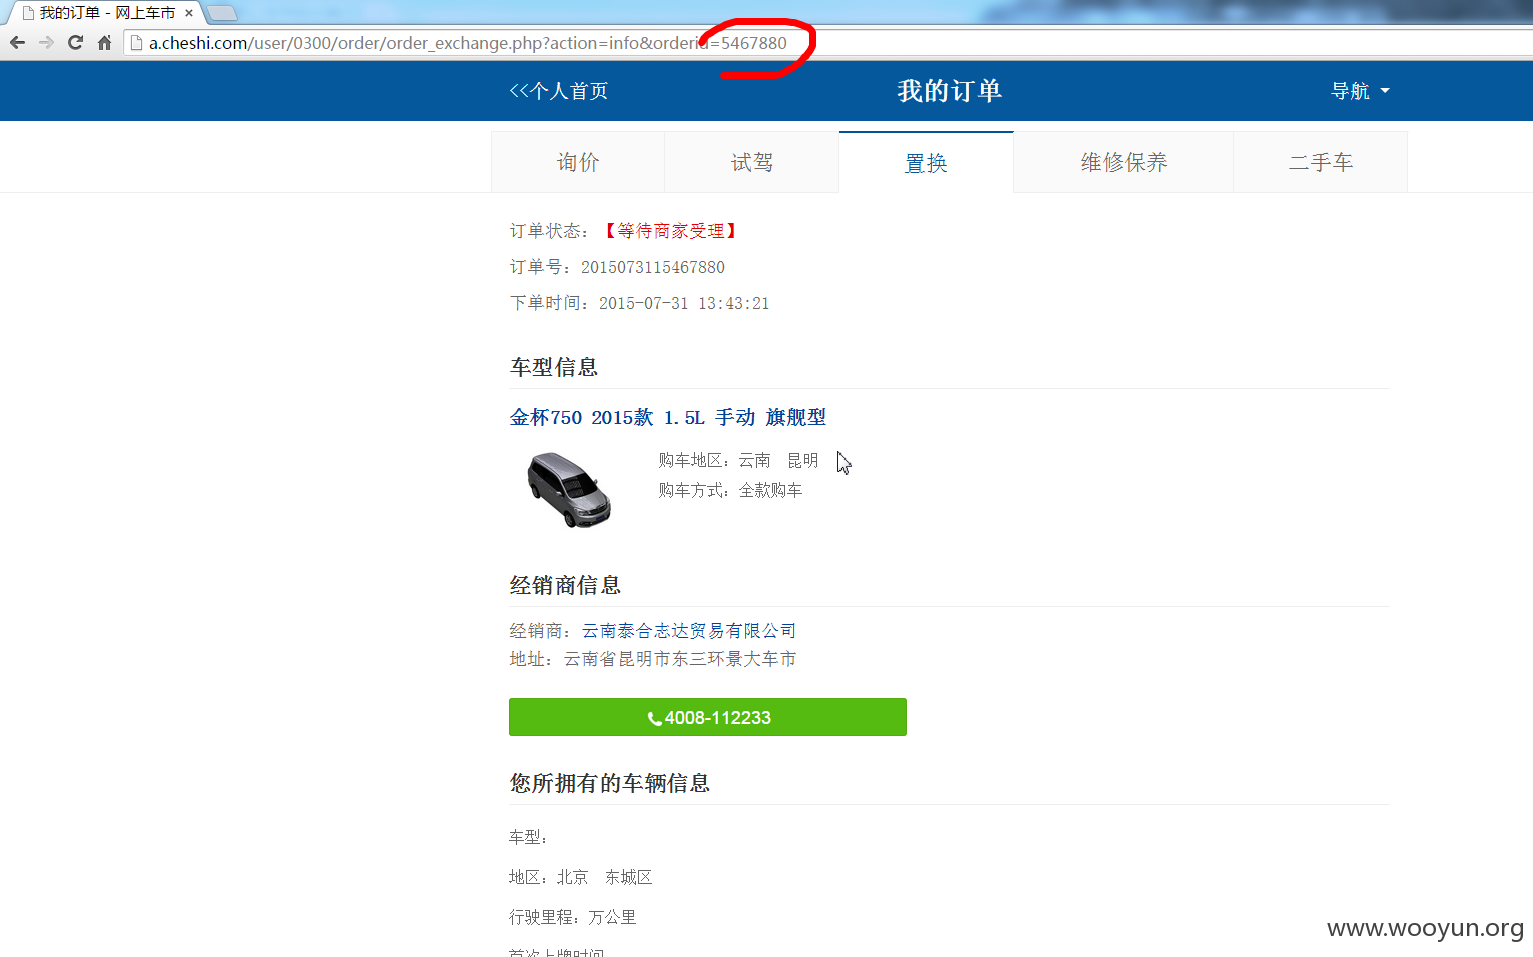 我的订单 - 网上车市
a.cheshi.com/user/0300/order/order_exchange.php?action=info&orderid=5467880
<<个人首页 我的订单 导航
询价 试驾 置换 维修保养 二手车
订单状态：【等待商家受理】
订单号：2015073115467880
下单时间：2015-07-31 13:43:21
车型信息
金杯750 2015款 1.5L 手动 旗舰型
购车地区：云南 昆明
购车方式：全款购车
经销商信息
经销商：云南泰合志达贸易有限公司
地址：云南省昆明市东三环景大车市
4008-112233
您所拥有的车辆信息
车型：
地区：北京 东城区
行驶里程：万公里
首次上牌时间
www.wooyun.org